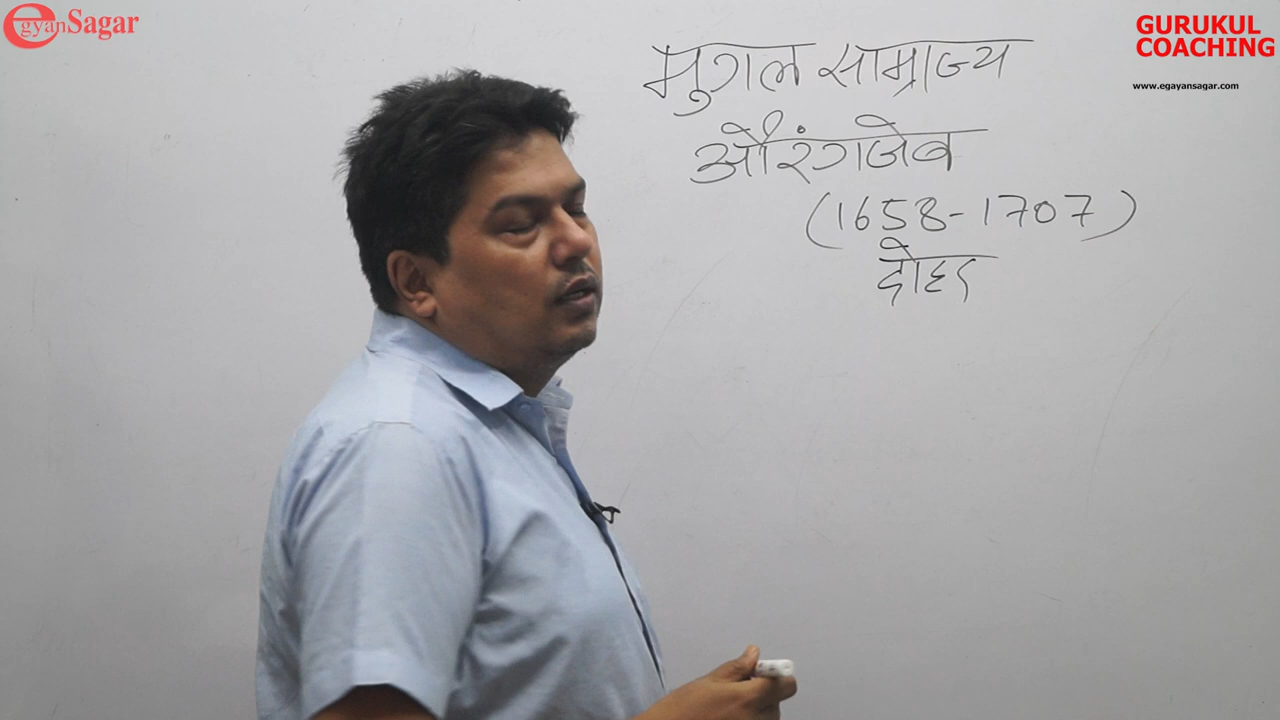 egyanSagar
GURUKUL
COACHING
www.egayansagar.com
मुगल साम्राज्य
औरंगजेब
(1658-1707)
दोहद